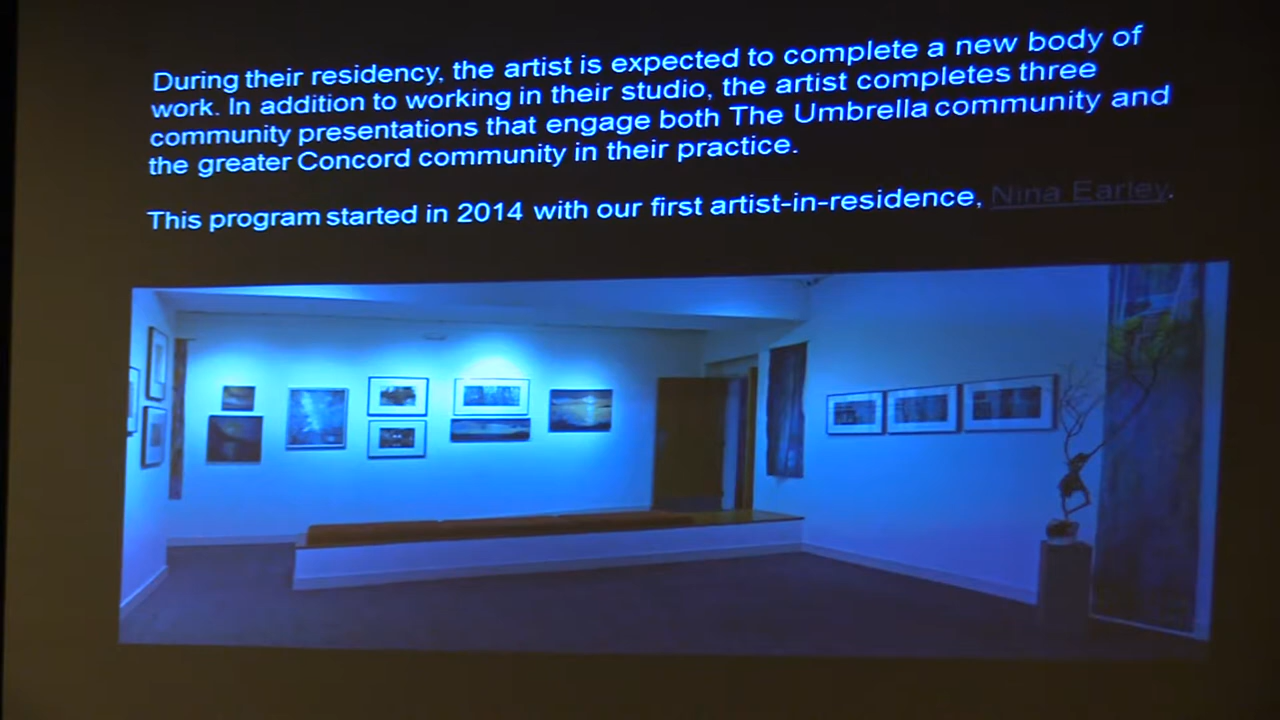 During their residency, the artist is expected to complete a new body of
work. In addition to working in their studio, the artist completes three
community presentations that engage both The Umbrella community and
the greater Concord community in their practice.
This program started in 2014 with our first artist-in-residence, Nina Earley.